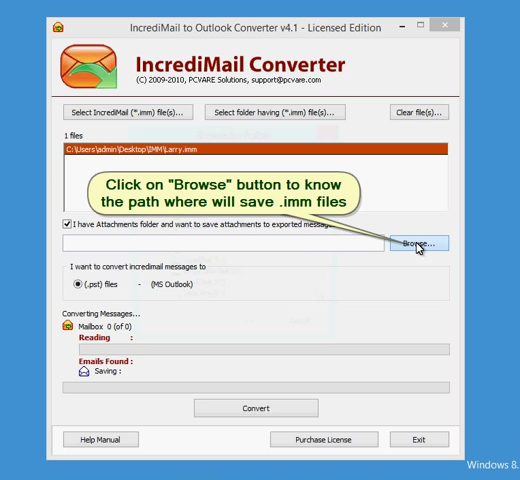 IncrediMail to Outlook Converter v4.1 - Licensed Edition
IncrediMail Converter
(C) 2009-2010, PCVARE Solutions, support@pcvare.com
Select IncrediMail (*.imm) file(s)...
Select folder having (*.imm) file(s)...
Clear file(s)...
1 files
C:\Users\admin\Desktop\IMM\Larry.imm
Click on "Browse" button to know
the path where will save .imm files
I have Attachments folder and want to save attachments to exported messag
Browse...
I want to convert incredimail messages to
(.pst) files - (MS Outlook)
Converting Messages...
Mailbox 0 (of 0)
Reading :
Emails Found :
Saving :
Convert
Help Manual
Purchase License
Exit
Windows 8.